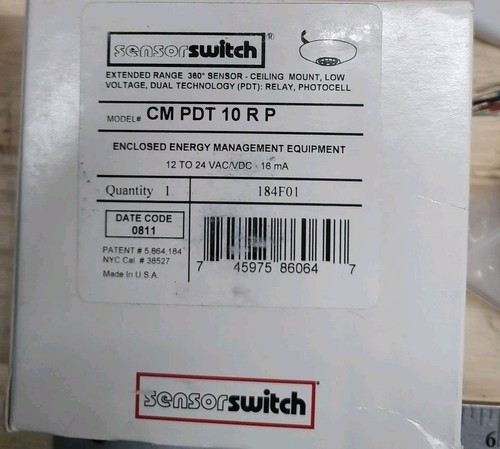 sensorswitch®
EXTENDED RANGE 360° SENSOR - CEILING MOUNT, LOW
VOLTAGE, DUAL TECHNOLOGY (PDT): RELAY, PHOTOCELL
MODEL# CM PDT 10 R P
ENCLOSED ENERGY MANAGEMENT EQUIPMENT
12 TO 24 VAC/VDC - 16 mA
Quantity 1 184F01
DATE CODE
0811
PATENT # 5,864,184
NYC Cal. # 38527
Made In U.S.A.
7 45975 86064 7
sensorswitch
6